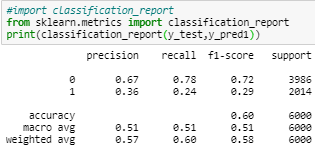 #import classification_report
from sklearn.metrics import classification_report
print(classification_report(y_test,y_pred1))
precision recall f1-score support
0 0.67 0.78 0.72 3986
1 0.36 0.24 0.29 2014
accuracy 0.60 6000
macro avg 0.51 0.51 0.51 6000
weighted avg 0.57 0.60 0.58 6000